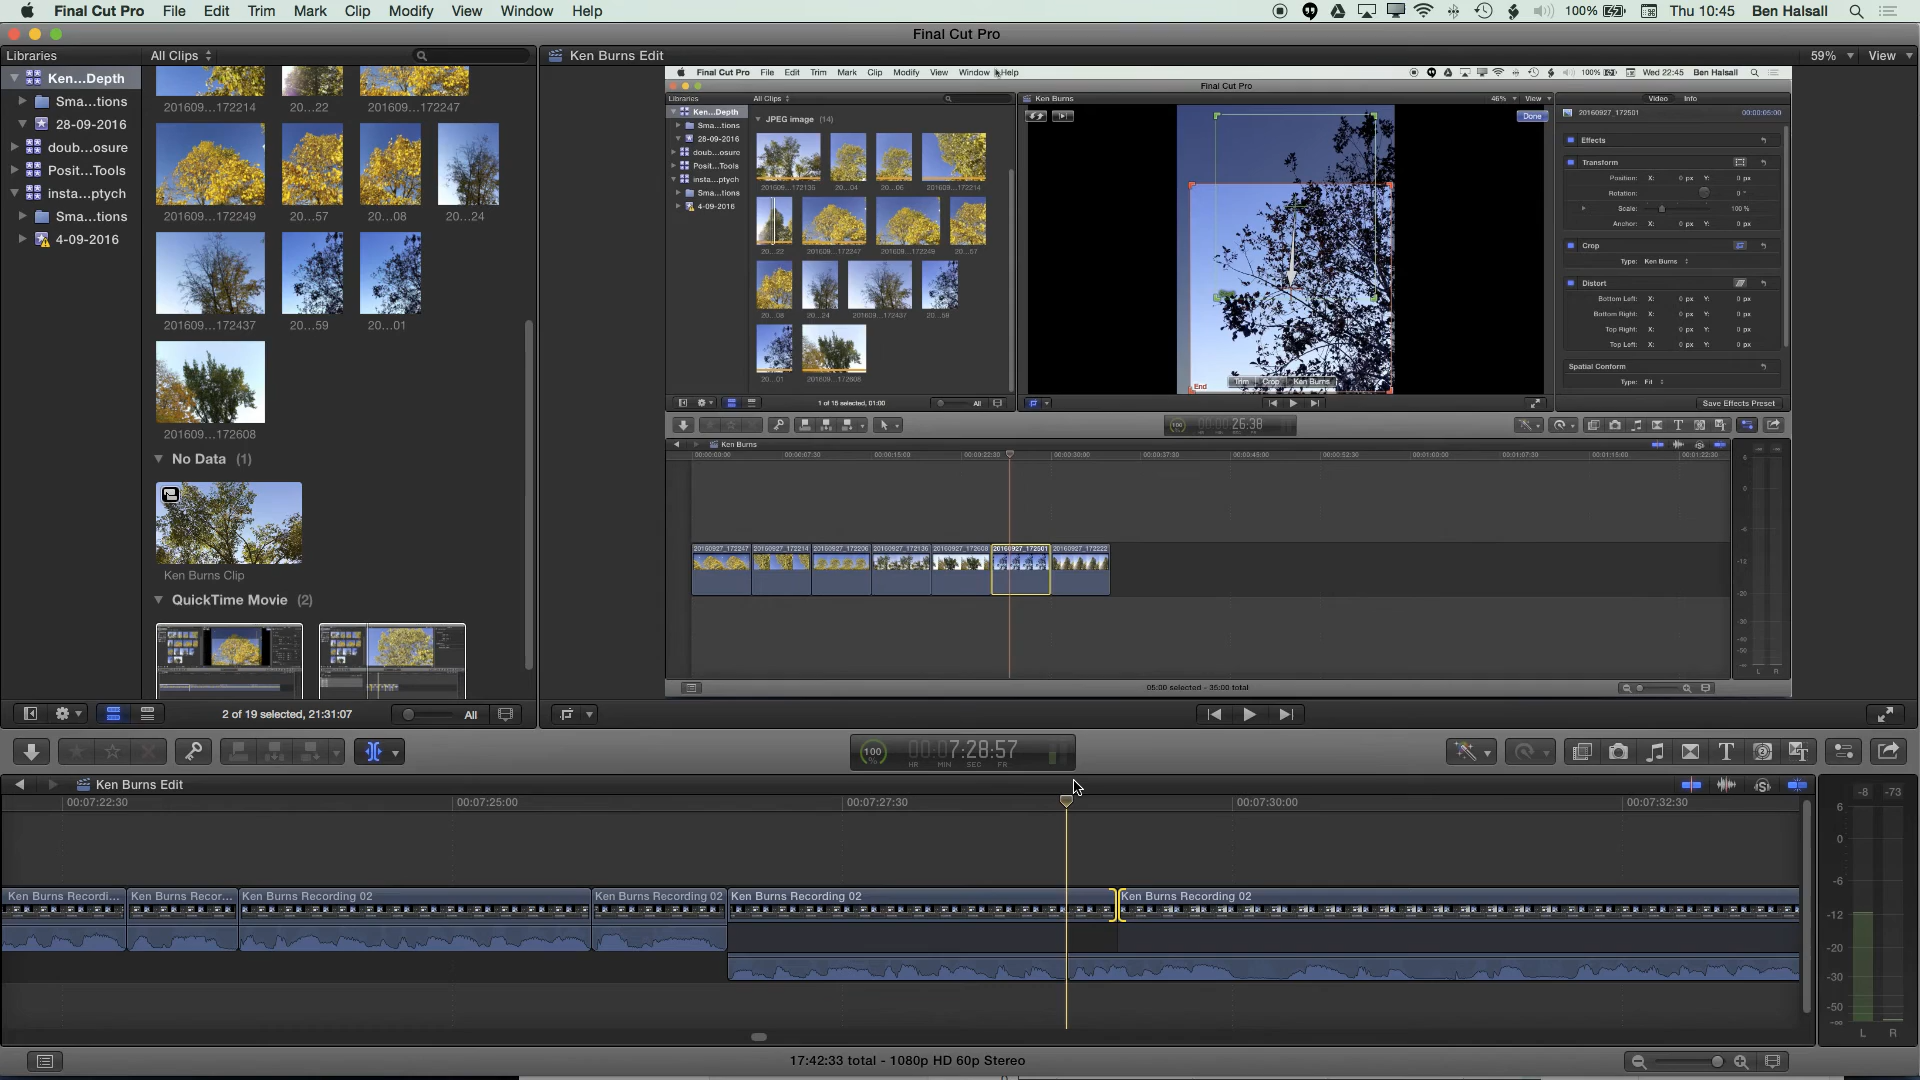 Final Cut Pro File Edit Trim Mark Clip Modify View Window Help
100% Thu 10:45 Ben Halsall
Final Cut Pro
Libraries All Clips Ken Burns Edit 59% View
Ken...Depth
Sma...tions
28-09-2016
doub...osure
Posit...Tools
insta...ptych
Sma...tions
4-09-2016
201609...172214 20...22 201609...172247
201609...172249 20...57 20...08 20...24
201609...172437 20...59 20...01
201609...172608
No Data (1)
Ken Burns Clip
QuickTime Movie (2)
2 of 19 selected, 21:31:07 All
Final Cut Pro File Edit Trim Mark Clip Modify View Window Help
100% Wed 22:45 Ben Halsall
Final Cut Pro
Libraries All Clips Ken Burns 46% View Video Info
Ken...Depth
Sma...tions
28-09-2016
doub...osure
Posit...Tools
insta...ptych
Sma...tions
4-09-2016
JPEG image (14)
201609...172136 20...04 20...06 201609...172214
20...22 201609...172247 201609...172249 20...57
20...08 20...24 201609...172437 20...59
20...01 201609...172608
1 of 16 selected, 01:00 All
Done
End
Trim Crop Ken Burns
20160927_172501 00:00:05:00
Effects
Transform
Position: X: 0 px Y: 0 px
Rotation: 0 °
Scale: 100 %
Anchor: X: 0 px Y: 0 px
Crop
Type: Ken Burns
Distort
Bottom Left: X: 0 px Y: 0 px
Bottom Right: X: 0 px Y: 0 px
Top Right: X: 0 px Y: 0 px
Top Left: X: 0 px Y: 0 px
Spatial Conform
Type: Fit
Save Effects Preset
100 26:38
Ken Burns
00:00:00:00 00:00:07:30 00:00:15:00 00:00:22:30 00:00:30:00 00:00:37:30 00:00:45:00 00:00:52:30 00:01:00:00 00:01:07:30 00:01:15:00 00:01:22:30
20160927_172247 20160927_172214 20160927_172206 20160927_172136 20160927_172608 20160927_172501 20160927_172222
05:00 selected - 35:00 total
100 % 00:07:28:57
HR MIN SEC FR
Ken Burns Edit
00:07:22:30 00:07:25:00 00:07:27:30 00:07:30:00 00:07:32:30
Ken Burns Recordi... Ken Burns Recor... Ken Burns Recording 02 Ken Burns Recording 02 Ken Burns Recording 02 Ken Burns Recording 02
-8 -73
6
0
-6
-12
-20
-30
-50
-∞
L R
17:42:33 total - 1080p HD 60p Stereo